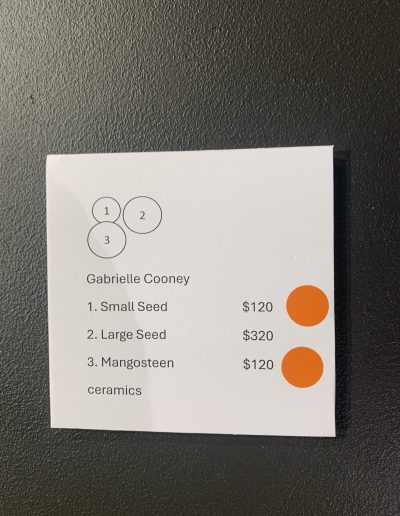 1
2
3
Gabrielle Cooney
1. Small Seed $120
2. Large Seed $320
3. Mangosteen $120
ceramics